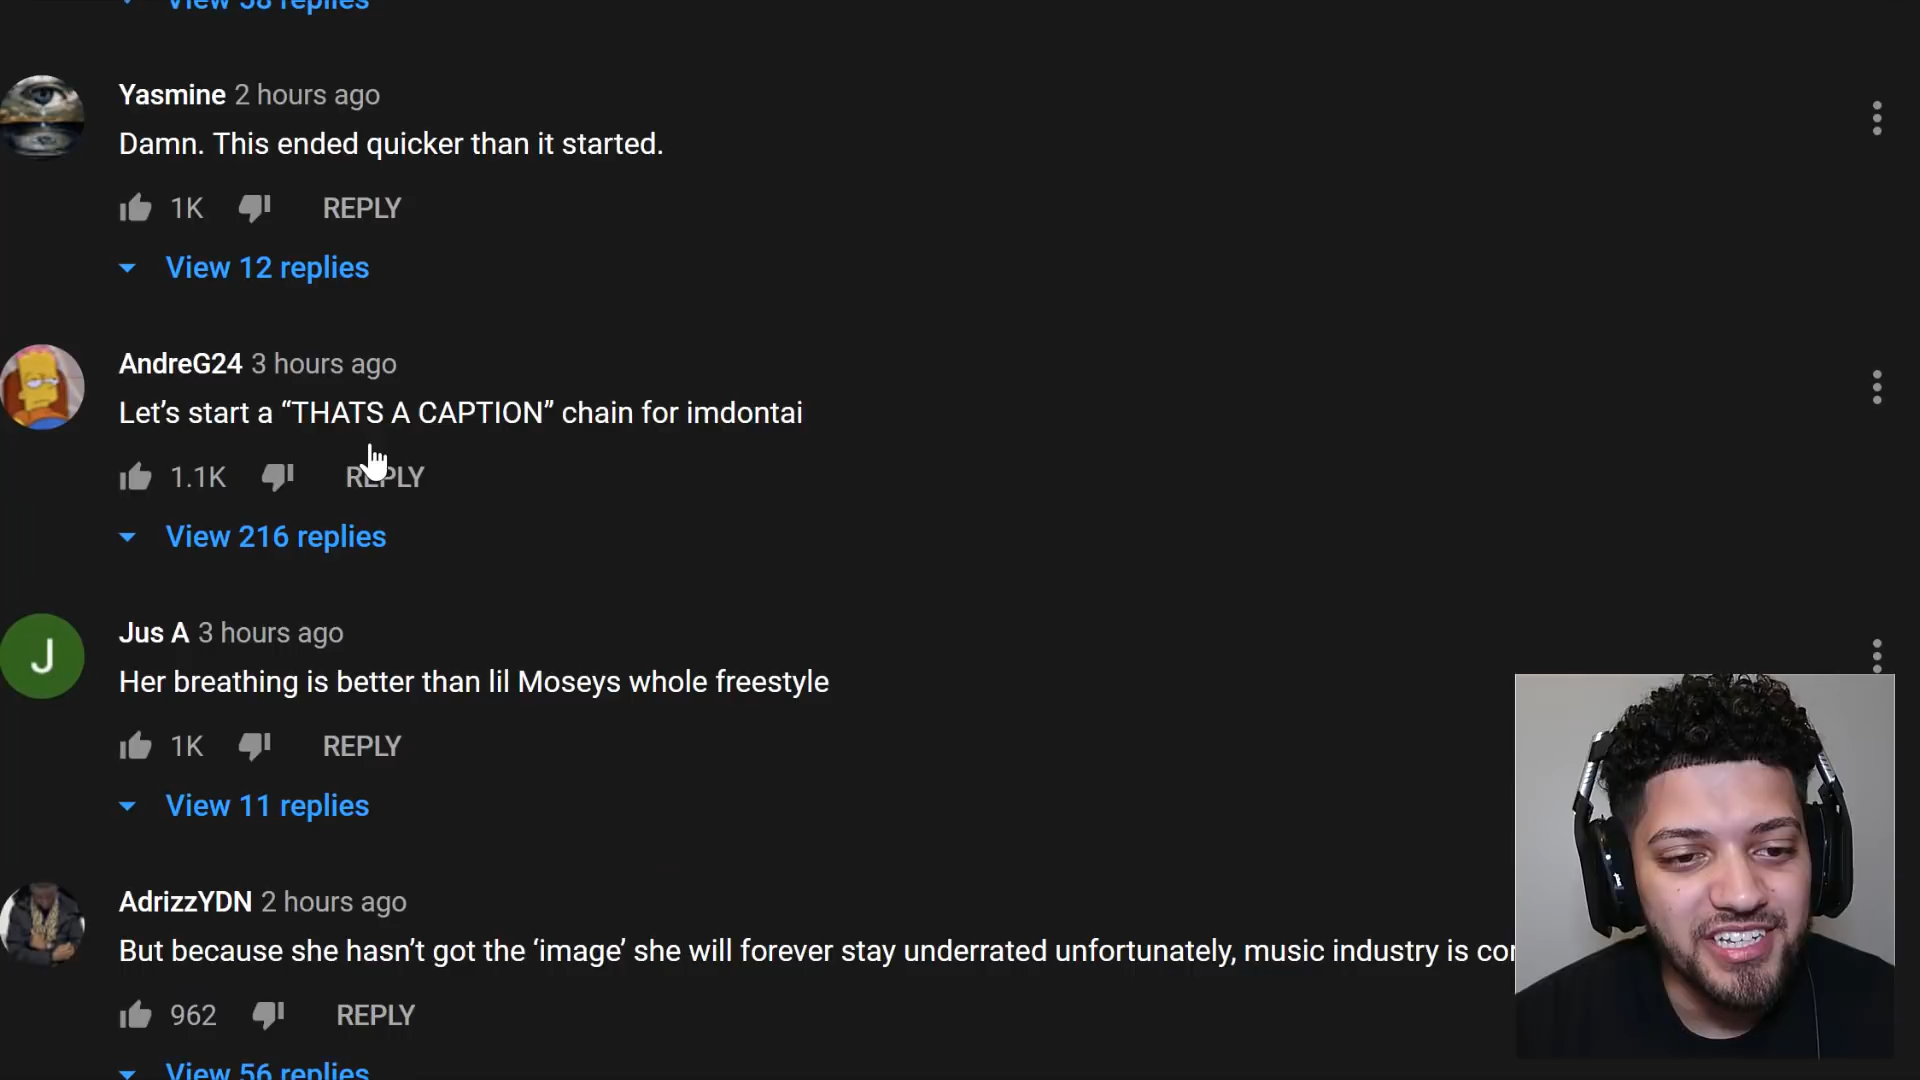 View 58 replies
Yasmine 2 hours ago
Damn. This ended quicker than it started.
1K REPLY
View 12 replies
AndreG24 3 hours ago
Let’s start a “THATS A CAPTION” chain for imdontai
1.1K REPLY
View 216 replies
J
Jus A 3 hours ago
Her breathing is better than lil Moseys whole freestyle
1K REPLY
View 11 replies
AdrizzYDN 2 hours ago
But because she hasn’t got the ‘image’ she will forever stay underrated unfortunately, music industry is
962 REPLY
View 56 replies